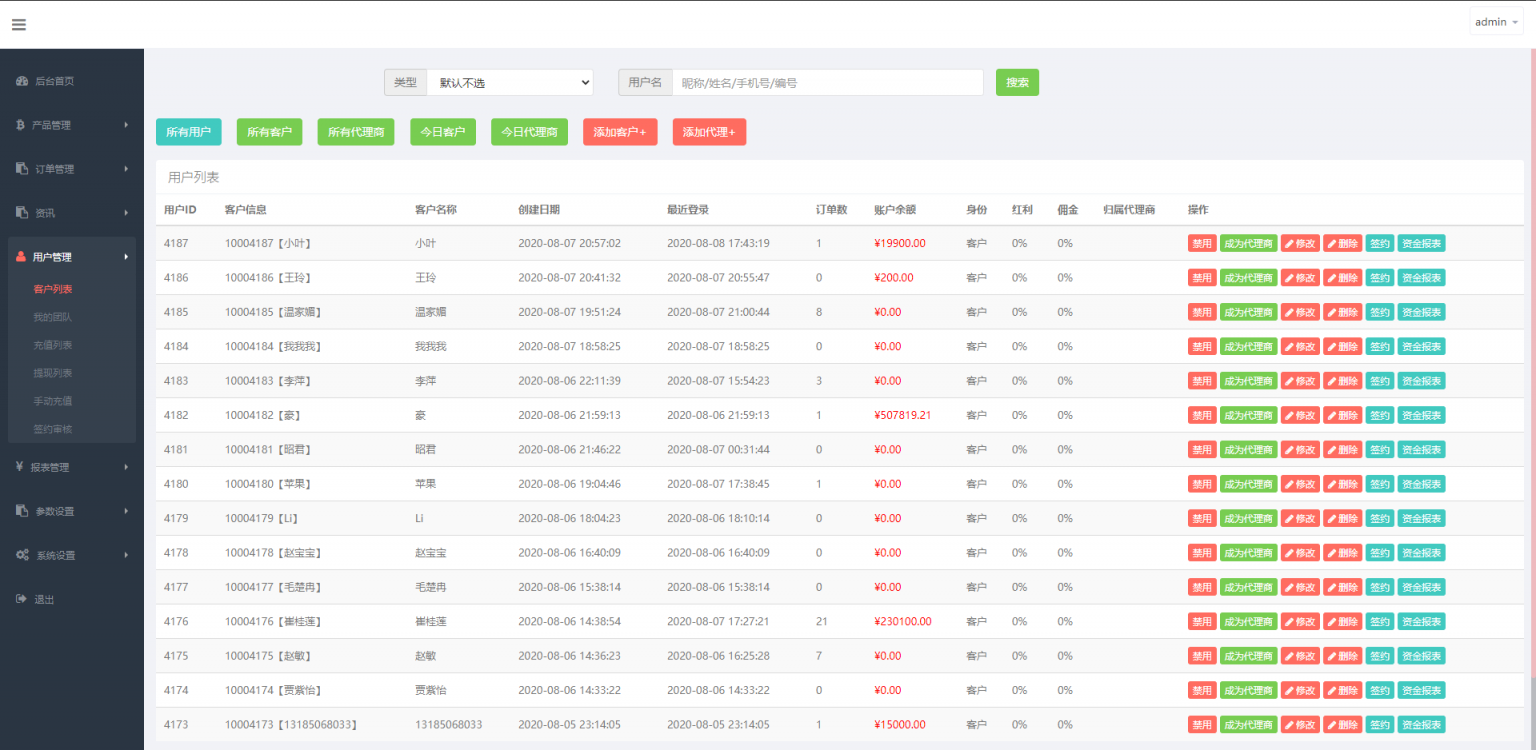 admin
后台首页
产品管理
订单管理
资讯
用户管理
客户列表
我的团队
充值列表
提现列表
手动充值
签约审核
报表管理
参数设置
系统设置
退出
类型 默认不选 用户名 昵称/姓名/手机号/编号 搜索
所有用户 所有客户 所有代理商 今日客户 今日代理商 添加客户+ 添加代理+
用户列表
用户ID 客户信息 客户名称 创建日期 最近登录 订单数 账户余额 身份 红利 佣金 归属代理商 操作
4187 10004187【小叶】 小叶 2020-08-07 20:57:02 2020-08-08 17:43:19 1 ¥19900.00 客户 0% 0% 禁用 成为代理商 修改 删除 签约 资金报表
4186 10004186【王玲】 王玲 2020-08-07 20:41:32 2020-08-07 20:55:47 0 ¥200.00 客户 0% 0% 禁用 成为代理商 修改 删除 签约 资金报表
4185 10004185【温家媚】 温家媚 2020-08-07 19:51:24 2020-08-07 21:00:44 8 ¥0.00 客户 0% 0% 禁用 成为代理商 修改 删除 签约 资金报表
4184 10004184【我我我】 我我我 2020-08-07 18:58:25 2020-08-07 18:58:25 0 ¥0.00 客户 0% 0% 禁用 成为代理商 修改 删除 签约 资金报表
4183 10004183【李萍】 李萍 2020-08-06 22:11:39 2020-08-07 15:54:23 3 ¥0.00 客户 0% 0% 禁用 成为代理商 修改 删除 签约 资金报表
4182 10004182【豪】 豪 2020-08-06 21:59:13 2020-08-06 21:59:13 1 ¥507819.21 客户 0% 0% 禁用 成为代理商 修改 删除 签约 资金报表
4181 10004181【昭君】 昭君 2020-08-06 21:46:22 2020-08-07 00:31:44 0 ¥0.00 客户 0% 0% 禁用 成为代理商 修改 删除 签约 资金报表
4180 10004180【苹果】 苹果 2020-08-06 19:04:46 2020-08-07 17:38:45 1 ¥0.00 客户 0% 0% 禁用 成为代理商 修改 删除 签约 资金报表
4179 10004179【Li】 Li 2020-08-06 18:04:23 2020-08-06 18:10:14 0 ¥0.00 客户 0% 0% 禁用 成为代理商 修改 删除 签约 资金报表
4178 10004178【赵宝宝】 赵宝宝 2020-08-06 16:40:09 2020-08-06 16:40:09 0 ¥0.00 客户 0% 0% 禁用 成为代理商 修改 删除 签约 资金报表
4177 10004177【毛楚冉】 毛楚冉 2020-08-06 15:38:14 2020-08-06 15:38:14 0 ¥0.00 客户 0% 0% 禁用 成为代理商 修改 删除 签约 资金报表
4176 10004176【崔桂莲】 崔桂莲 2020-08-06 14:38:54 2020-08-07 17:27:21 21 ¥230100.00 客户 0% 0% 禁用 成为代理商 修改 删除 签约 资金报表
4175 10004175【赵敏】 赵敏 2020-08-06 14:36:23 2020-08-06 16:25:28 7 ¥0.00 客户 0% 0% 禁用 成为代理商 修改 删除 签约 资金报表
4174 10004174【贾紫怡】 贾紫怡 2020-08-06 14:33:22 2020-08-06 14:33:22 0 ¥0.00 客户 0% 0% 禁用 成为代理商 修改 删除 签约 资金报表
4173 10004173【13185068033】 13185068033 2020-08-05 23:14:05 2020-08-05 23:14:05 1 ¥15000.00 客户 0% 0% 禁用 成为代理商 修改 删除 签约 资金报表